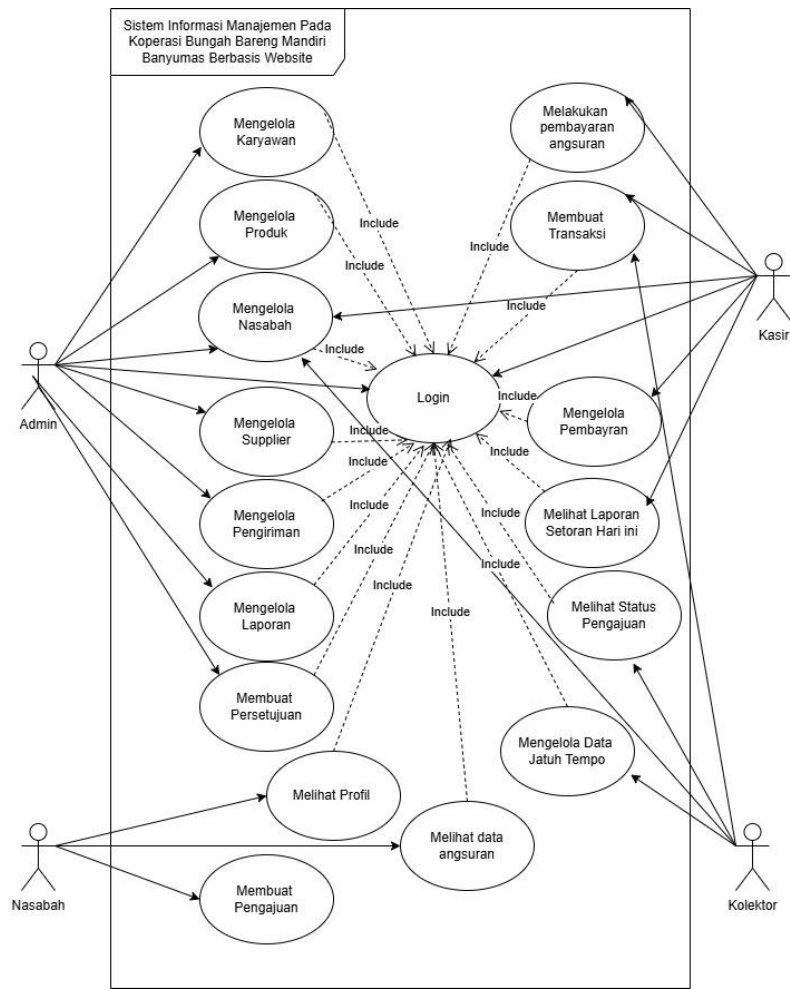 Sistem Informasi Manajemen Pada
Koperasi Bungah Bareng Mandiri
Banyumas Berbasis Website
Mengelola
Karyawan
Melakukan
pembayaran
angsuran
Include
Mengelola
Produk
Membuat
Transaksi
Include
Include
Mengelola
Nasabah
Include
Kasir
Include
Admin
Login
Include
Mengelola
Pembayran
Mengelola
Supplier
Include
Include
Mengelola
Pengiriman
Include
Melihat Laporan
Setoran Hari ini
Include
Include
Mengelola
Laporan
Include
Include
Include
Include
Melihat Status
Pengajuan
Membuat
Persetujuan
Mengelola Data
Jatuh Tempo
Melihat Profil
Melihat data
angsuran
Nasabah
Membuat
Pengajuan
Kolektor